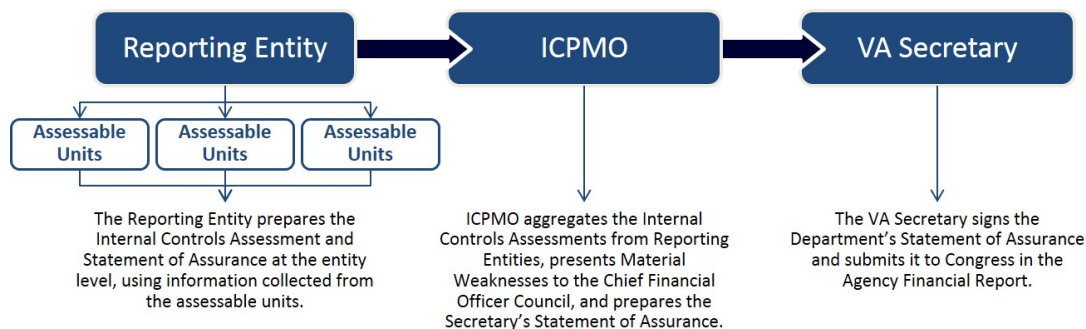 Reporting Entity
ICPMO
VA Secretary
Assessable
Units
Assessable
Units
Assessable
Units
The Reporting Entity prepares the
Internal Controls Assessment and
Statement of Assurance at the entity
level, using information collected from
the assessable units.
ICPMO aggregates the Internal
Controls Assessments from Reporting
Entities, presents Material
Weaknesses to the Chief Financial
Officer Council, and prepares the
Secretary’s Statement of Assurance.
The VA Secretary signs the
Department’s Statement of Assurance
and submits it to Congress in the
Agency Financial Report.